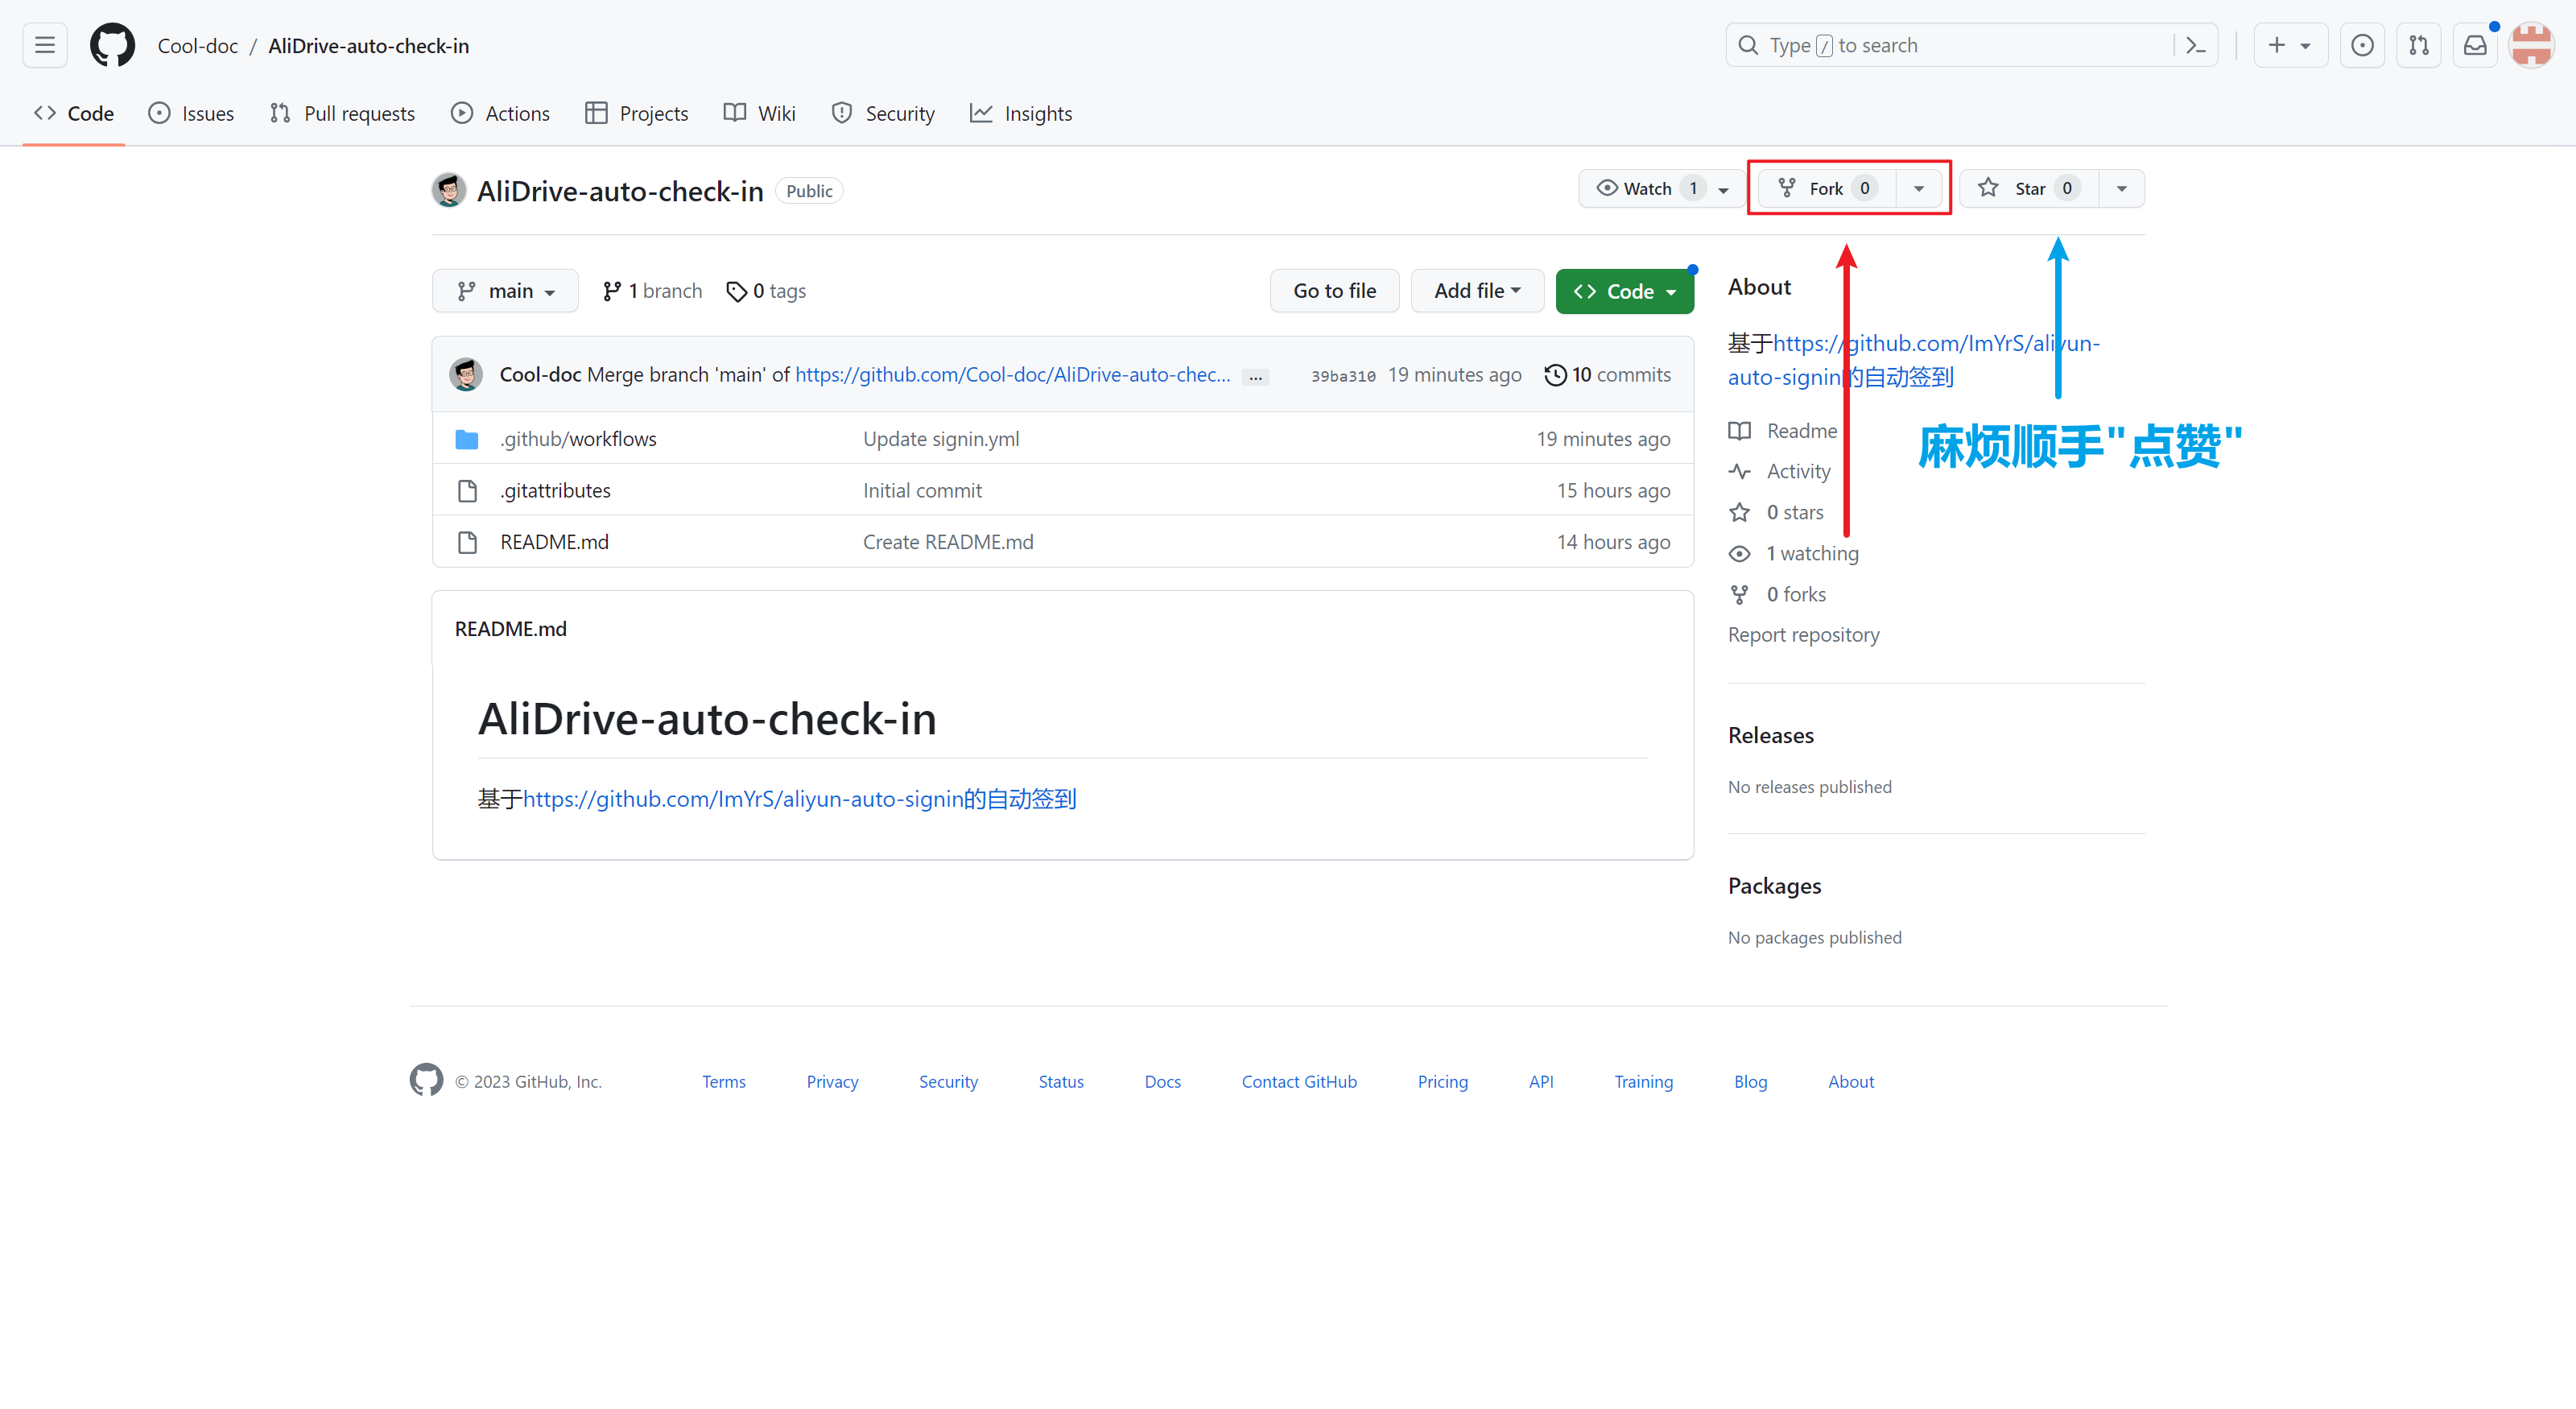 Cool-doc / AliDrive-auto-check-in
Type / to search
Code Issues Pull requests Actions Projects Wiki Security Insights
AliDrive-auto-check-in Public
Watch 1 Fork 0 Star 0
main 1 branch 0 tags Go to file Add file Code
Cool-doc Merge branch 'main' of https://github.com/Cool-doc/AliDrive-auto-chec... ... 39ba310 19 minutes ago 10 commits
.github/workflows Update signin.yml 19 minutes ago
.gitattributes Initial commit 15 hours ago
README.md Create README.md 14 hours ago
README.md
AliDrive-auto-check-in
基于https://github.com/ImYrS/aliyun-auto-signin的自动签到
About
基于https://github.com/ImYrS/aliyun-
auto-signin的自动签到
Readme
Activity
0 stars
1 watching
0 forks
Report repository
麻烦顺手"点赞"
Releases
No releases published
Packages
No packages published
© 2023 GitHub, Inc. Terms Privacy Security Status Docs Contact GitHub Pricing API Training Blog About